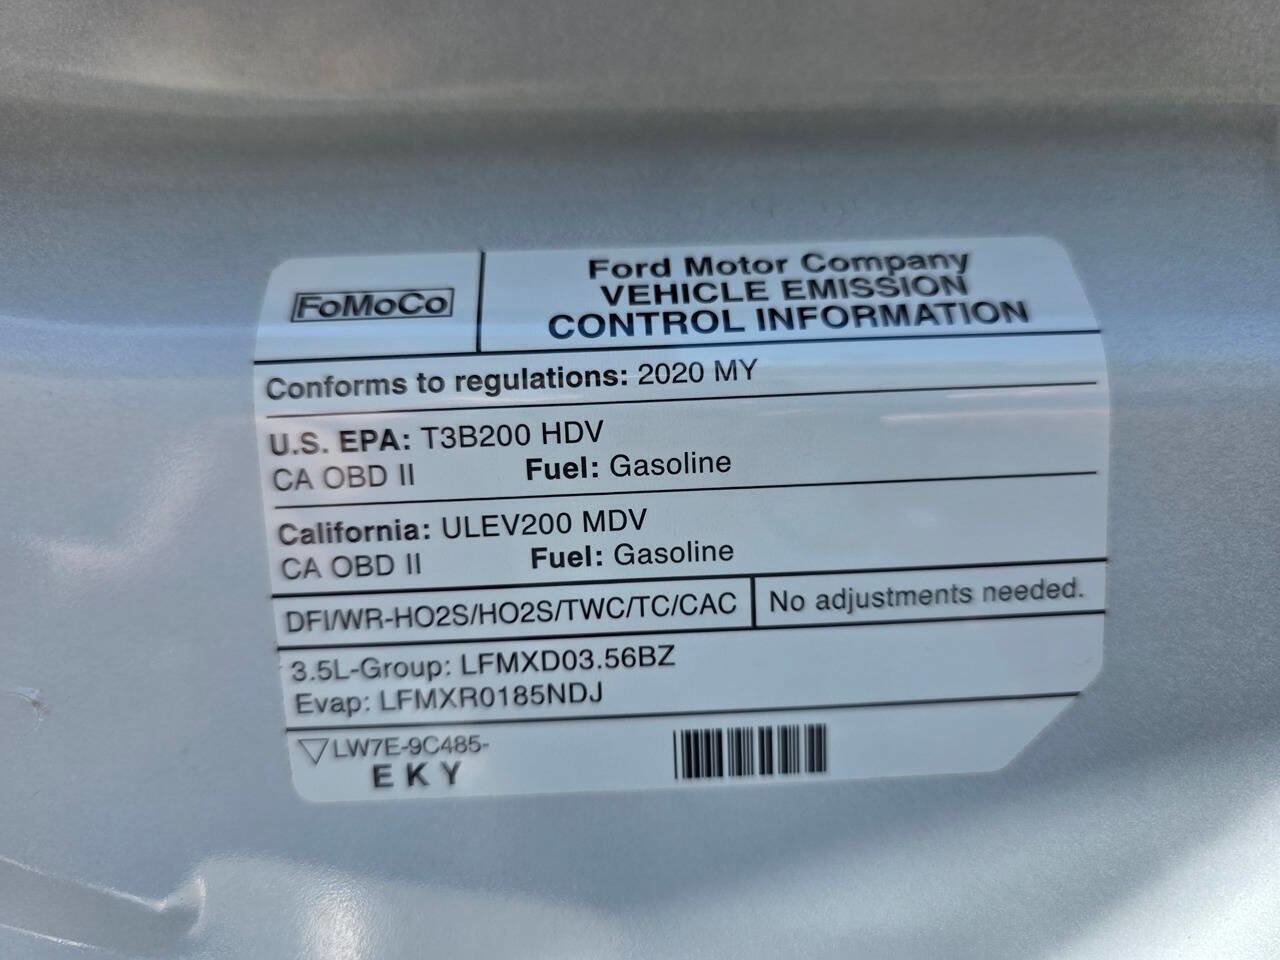 FoMoCo
Ford Motor Company
VEHICLE EMISSION
CONTROL INFORMATION
Conforms to regulations: 2020 MY
U.S. EPA: T3B200 HDV
CA OBD II Fuel: Gasoline
California: ULEV200 MDV
CA OBD II Fuel: Gasoline
DFI/WR-HO2S/HO2S/TWC/TC/CAC No adjustments needed.
3.5L-Group: LFMXD03.56BZ
Evap: LFMXR0185NDJ
LW7E-9C485-
E K Y